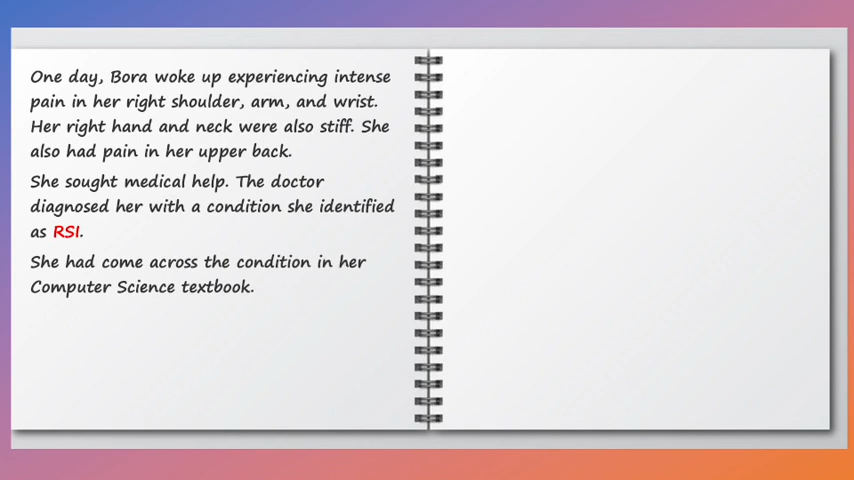 One day, Bora woke up experiencing intense
pain in her right shoulder, arm, and wrist.
Her right hand and neck were also stiff. She
also had pain in her upper back.
She sought medical help. The doctor
diagnosed her with a condition she identified
as RSI.
She had come across the condition in her
Computer Science textbook.